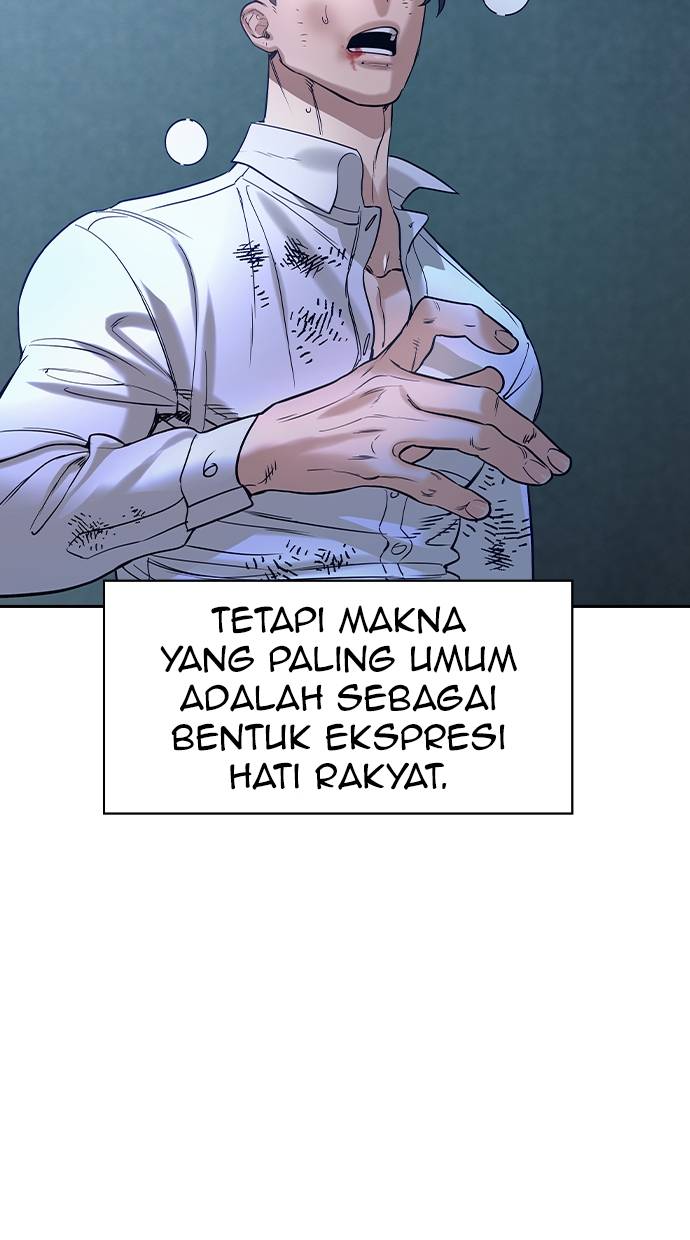 TETAPI MAKNA
YANG PALING UMUM
ADALAH SEBAGAI
BENTUK EKSPRESI
HATI RAKYAT.